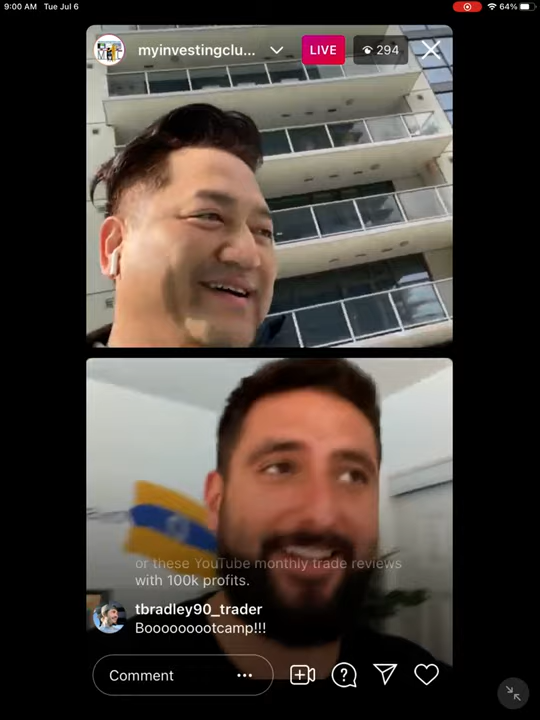 9:00 AM Tue Jul 6
64%
myinvestingclu...
LIVE
294
or these YouTube monthly trade reviews
with 100k profits.
tbradley90_trader
Booooooootcamp!!!
Comment